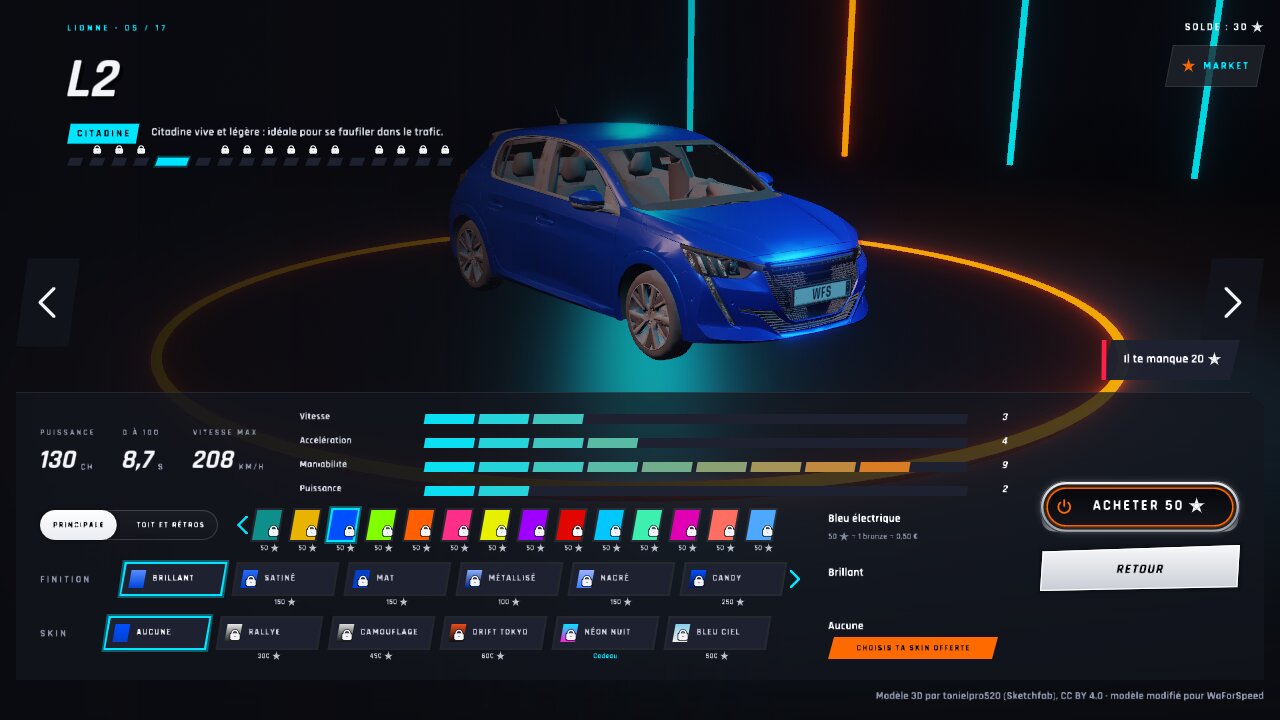 LIONNE · 05 / 17
SOLDE : 30 ★
★ MARKET
L2
CITADINE
Citadine vive et légère : idéale pour se faufiler dans le trafic.
WFS
Il te manque 20 ★
PUISSANCE
130 CH
0 À 100
8,7 S
VITESSE MAX
208 KM/H
Vitesse
3
Accélération
4
Maniabilité
9
Puissance
2
PRINCIPALE
TOIT ET RÉTROS
50 ★ 50 ★ 50 ★ 50 ★ 50 ★ 50 ★ 50 ★ 50 ★ 50 ★ 50 ★ 50 ★ 50 ★ 50 ★ 50 ★
Bleu électrique
50 ★ = 1 bronze = 0,50 €
ACHETER 50 ★
RETOUR
FINITION
BRILLANT
SATINÉ
MAT
MÉTALLISÉ
NACRÉ
CANDY
150 ★ 150 ★ 100 ★ 150 ★ 250 ★
Brillant
SKIN
AUCUNE
RALLYE
CAMOUFLAGE
DRIFT TOKYO
NÉON NUIT
BLEU CIEL
300 ★ 450 ★ 600 ★ Cadeau 500 ★
Aucune
CHOISIS TA SKIN OFFERTE
Modèle 3D par tonielpro520 (Sketchfab), CC BY 4.0 · modèle modifié pour WaForSpeed